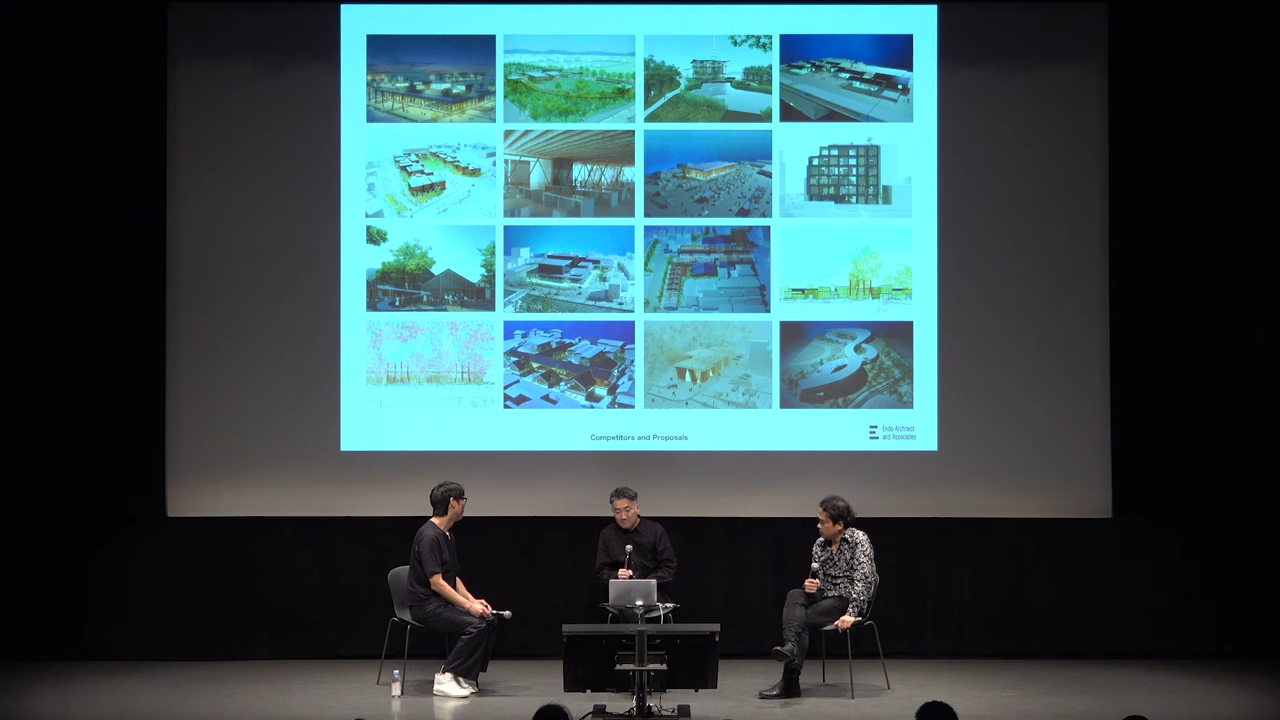 Competitors and Proposals
Endo Architect
and Associates